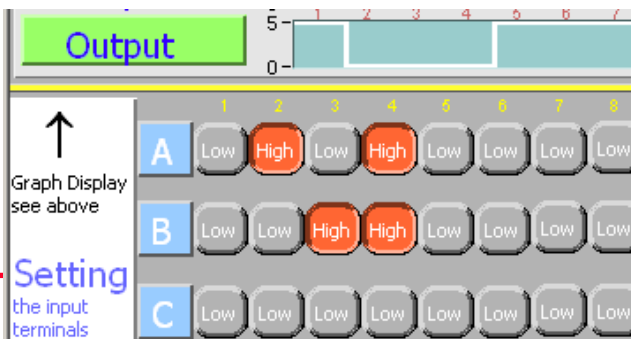 1 2 3 4 5 6 7
5
Output
0
1 2 3 4 5 6 7 8
A Low High Low High Low Low Low Low
Graph Display
see above
B Low Low High High Low Low Low Low
Setting
the input
terminals
C Low Low Low Low Low Low Low Low